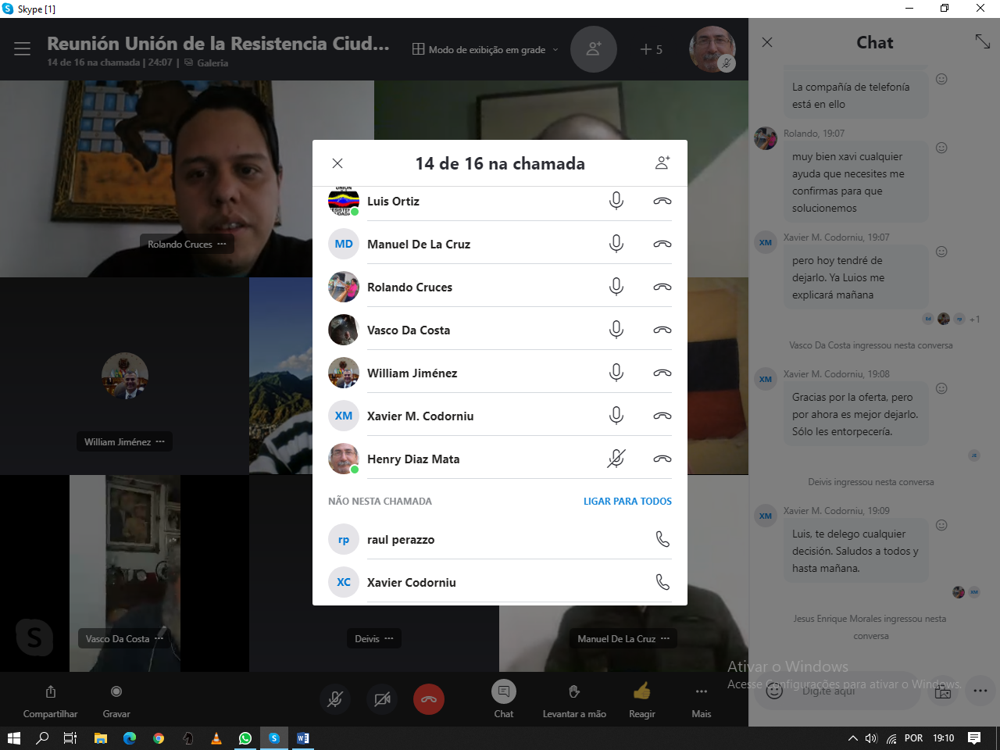 Skype [1]
Reunión Unión de la Resistencia Ciud...
14 de 16 na chamada | 24:07 | Galeria
Modo de exibição em grade
+ 5
Rolando Cruces ···
William Jiménez ···
Vasco Da Costa ···
Deivis ···
Manuel De La Cruz ···
14 de 16 na chamada
UNIÓN
RESISTEN
CIUDADA
Luis Ortiz
MD
Manuel De La Cruz
Rolando Cruces
Vasco Da Costa
William Jiménez
XM
Xavier M. Codorniu
Henry Diaz Mata
NÃO NESTA CHAMADA
LIGAR PARA TODOS
rp
raul perazzo
XC
Xavier Codorniu
Chat
La compañía de telefonía
está en ello
Rolando, 19:07
muy bien xavi cualquier
ayuda que necesites me
confirmas para que
solucionemos
Xavier M. Codorniu, 19:07
XM
pero hoy tendré de
dejarlo. Ya Luios me
explicará mañana
rp
+1
Vasco Da Costa ingressou nesta conversa
Xavier M. Codorniu, 19:08
XM
Gracias por la oferta, pero
por ahora es mejor dejarlo.
Sólo les entorpecería.
JE
Deivis ingressou nesta conversa
Xavier M. Codorniu, 19:09
XM
Luis, te delego cualquier
decisión. Saludos a todos y
hasta mañana.
XM
Jesus Enrique Morales ingressou nesta
conversa
Digite aqui
Ativar o Windows
Acesse Configurações para ativar o Windows.
Compartilhar
Gravar
Chat
Levantar a mão
Reagir
Mais
POR
19:10